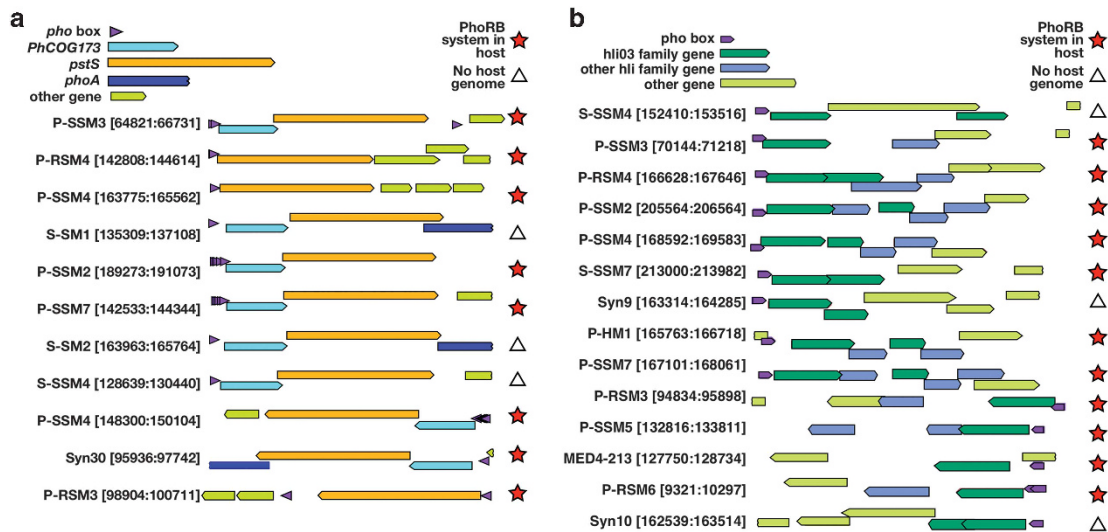 a
pho box
PhCOG173
pstS
phoA
other gene
PhoRB
system in
host
No host
genome
P-SSM3 [64821:66731]
P-RSM4 [142808:144614]
P-SSM4 [163775:165562]
S-SM1 [135309:137108]
P-SSM2 [189273:191073]
P-SSM7 [142533:144344]
S-SM2 [163963:165764]
S-SSM4 [128639:130440]
P-SSM4 [148300:150104]
Syn30 [95936:97742]
P-RSM3 [98904:100711]
b
pho box
hli03 family gene
other hli family gene
other gene
PhoRB
system in
host
No host
genome
S-SSM4 [152410:153516]
P-SSM3 [70144:71218]
P-RSM4 [166628:167646]
P-SSM2 [205564:206564]
P-SSM4 [168592:169583]
S-SSM7 [213000:213982]
Syn9 [163314:164285]
P-HM1 [165763:166718]
P-SSM7 [167101:168061]
P-RSM3 [94834:95898]
P-SSM5 [132816:133811]
MED4-213 [127750:128734]
P-RSM6 [9321:10297]
Syn10 [162539:163514]